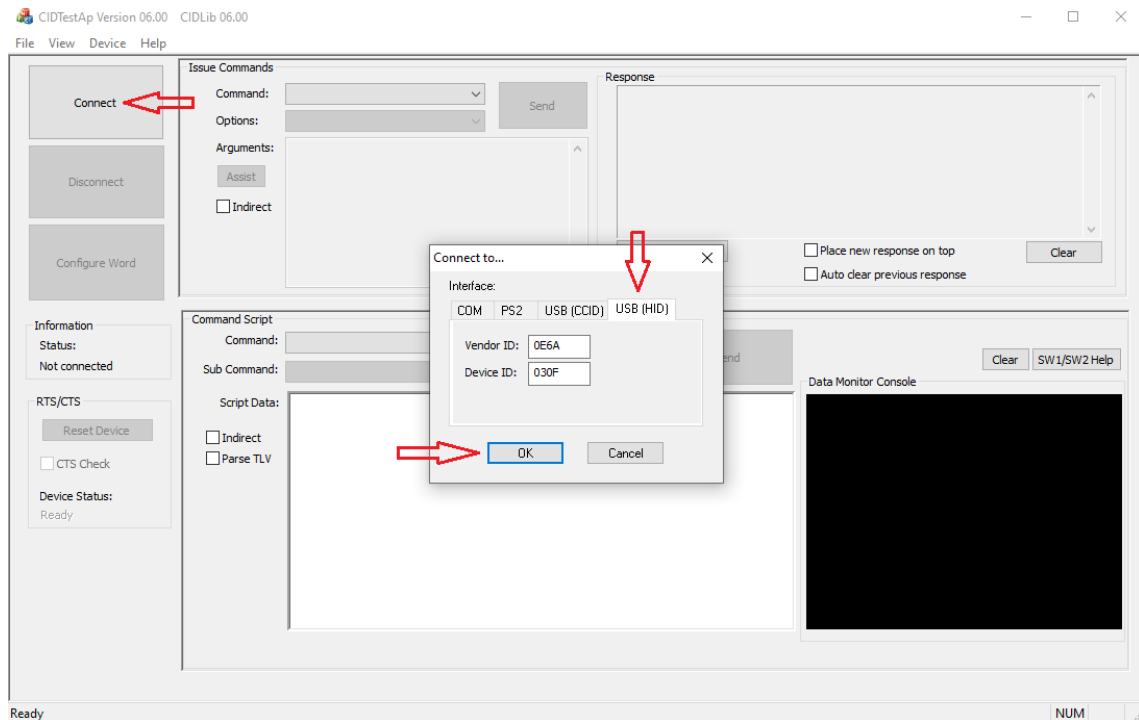 CIDTestAp Version 06.00 CIDLib 06.00
File View Device Help
Connect
Disconnect
Configure Word
Information
Status:
Not connected
RTS/CTS
Reset Device
CTS Check
Device Status:
Ready
Issue Commands
Command:
Send
Options:
Arguments:
Assist
Indirect
Response
Place new response on top
Auto clear previous response
Clear
Connect to...
Interface:
COM PS2 USB (CCID) USB (HID)
Vendor ID: 0E6A
Device ID: 030F
OK Cancel
Command Script
Command:
Sub Command:
Script Data:
Indirect
Parse TLV
Clear SW1/SW2 Help
Data Monitor Console
Ready
NUM